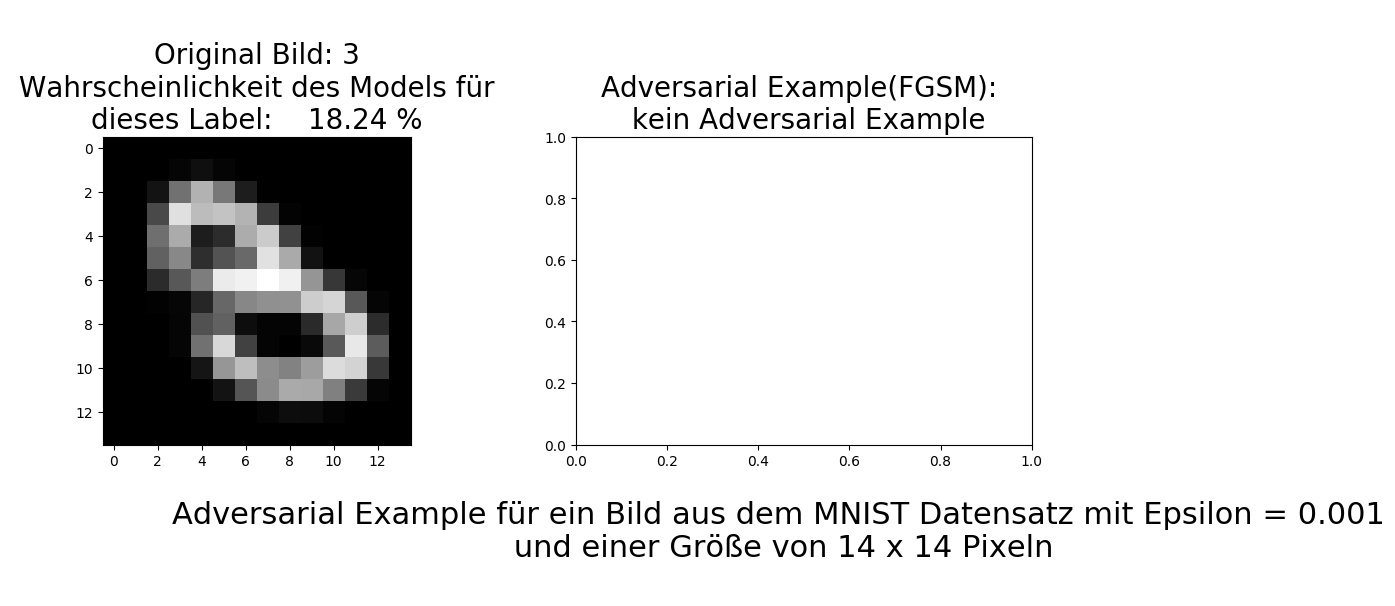 Original Bild: 3
Wahrscheinlichkeit des Models für
dieses Label: 18.24 %
0
2
4
6
8
10
12
0 2 4 6 8 10 12
Adversarial Example(FGSM):
kein Adversarial Example
1.0
0.8
0.6
0.4
0.2
0.0
0.0 0.2 0.4 0.6 0.8 1.0
Adversarial Example für ein Bild aus dem MNIST Datensatz mit Epsilon = 0.001
und einer Größe von 14 x 14 Pixeln